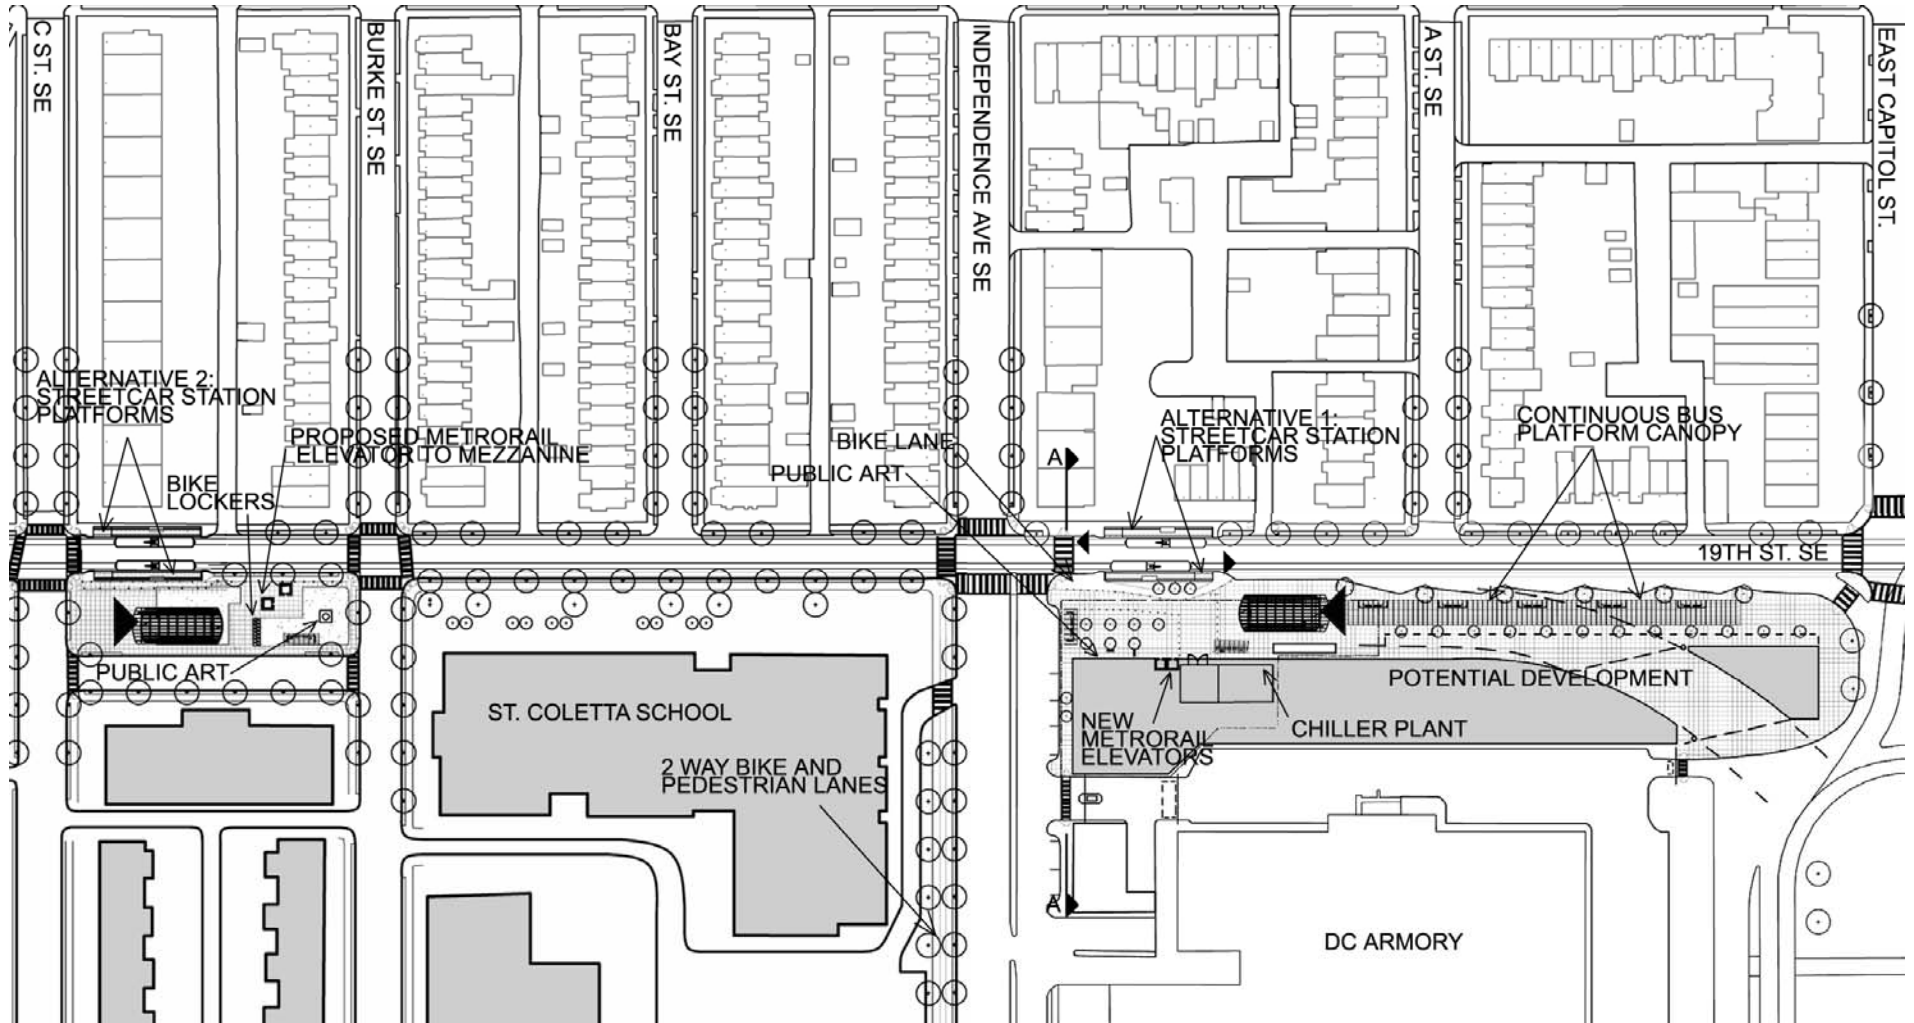 C ST. SE
BURKE ST. SE
BAY ST. SE
INDEPENDENCE AVE SE
A ST. SE
EAST CAPITOL ST.
ALTERNATIVE 2:
STREETCAR STATION
PLATFORMS
PROPOSED METRORAIL
ELEVATOR TO MEZZANINE
BIKE
LOCKERS
BIKE LANE
PUBLIC ART
A
ALTERNATIVE 1:
STREETCAR STATION
PLATFORMS
CONTINUOUS BUS
PLATFORM CANOPY
19TH ST. SE
PUBLIC ART
ST. COLETTA SCHOOL
2 WAY BIKE AND
PEDESTRIAN LANES
NEW
METRORAIL
ELEVATORS
CHILLER PLANT
POTENTIAL DEVELOPMENT
A
DC ARMORY